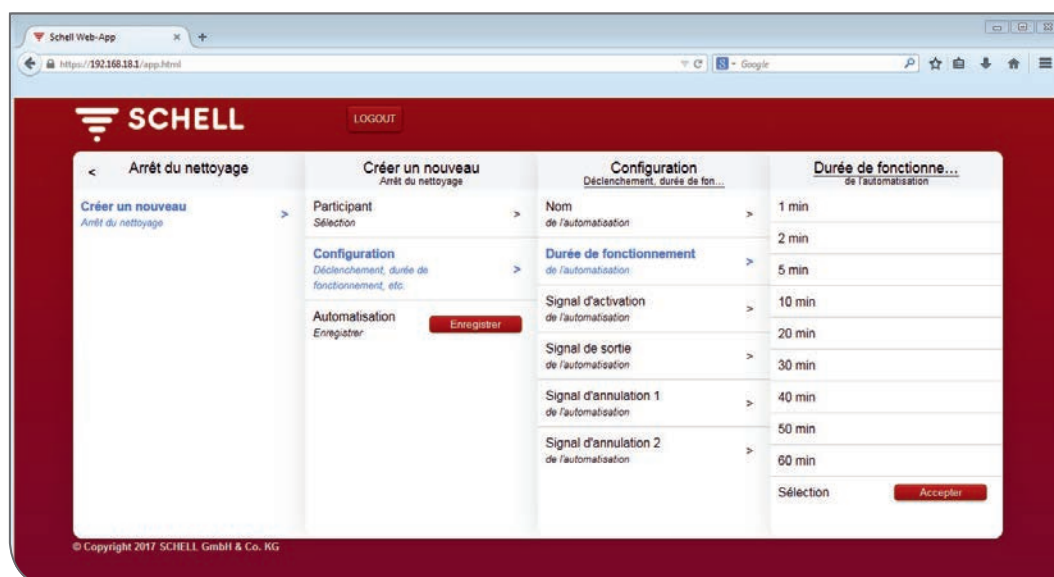 Schell Web-App
https://192.168.18.1/app.html
Google
SCHELL
LOGOUT
< Arrêt du nettoyage
Créer un nouveau
Arrêt du nettoyage
>
Créer un nouveau
Arrêt du nettoyage
Participant
Sélection
>
Configuration
Déclenchement, durée de
fonctionnement, etc.
>
Automatisation
Enregistrer
Enregistrer
Configuration
Déclenchement, durée de fon...
Nom
de l'automatisation
>
Durée de fonctionnement
de l'automatisation
>
Signal d'activation
de l'automatisation
>
Signal de sortie
de l'automatisation
>
Signal d'annulation 1
de l'automatisation
>
Signal d'annulation 2
de l'automatisation
>
Durée de fonctionne...
de l'automatisation
1 min
2 min
5 min
10 min
20 min
30 min
40 min
50 min
60 min
Sélection
Accepter
© Copyright 2017 SCHELL GmbH & Co. KG